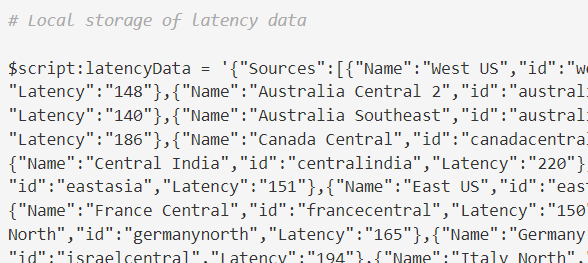 # Local storage of latency data
$script:latencyData = '{"Sources":[{"Name":"West US","id":"we
"Latency":"148"},{"Name":"Australia Central 2","id":"australi
"Latency":"140"},{"Name":"Australia Southeast","id":"australi
"Latency":"186"},{"Name":"Canada Central","id":"canadacentral
{"Name":"Central India","id":"centralindia","Latency":"220"},
"id":"eastasia","Latency":"151"},{"Name":"East US","id":"east
{"Name":"France Central","id":"francecentral","Latency":"150"
North","id":"germanynorth","Latency":"165"},{"Name":"Germany
"id":"israelcentral","Latency":"194"},{"Name":"Italy North",